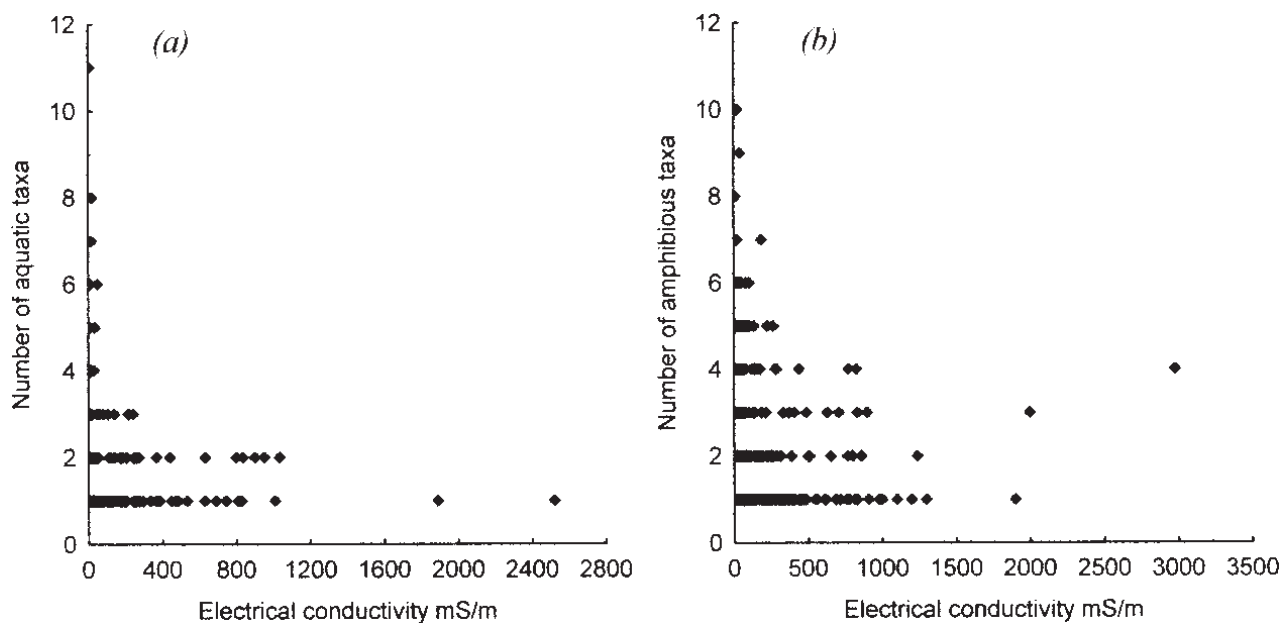 (a)
Number of aquatic taxa
12
10
8
6
4
2
0
0 400 800 1200 1600 2000 2400 2800
Electrical conductivity mS/m
(b)
Number of amphibious taxa
12
10
8
6
4
2
0
0 500 1000 1500 2000 2500 3000 3500
Electrical conductivity mS/m